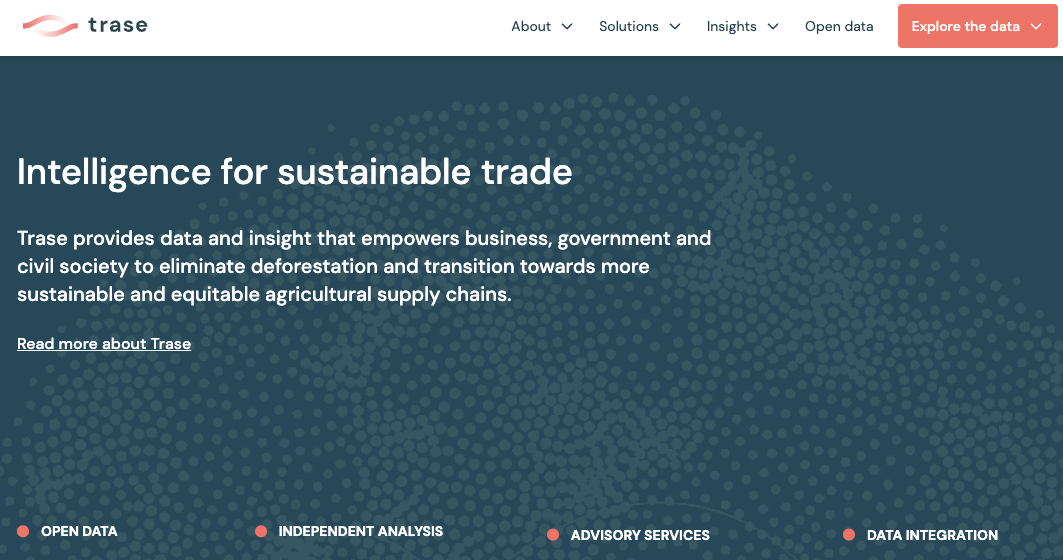 trase
About
Solutions
Insights
Open data
Explore the data
Intelligence for sustainable trade
Trase provides data and insight that empowers business, government and
civil society to eliminate deforestation and transition towards more
sustainable and equitable agricultural supply chains.
Read more about Trase
OPEN DATA
INDEPENDENT ANALYSIS
ADVISORY SERVICES
DATA INTEGRATION